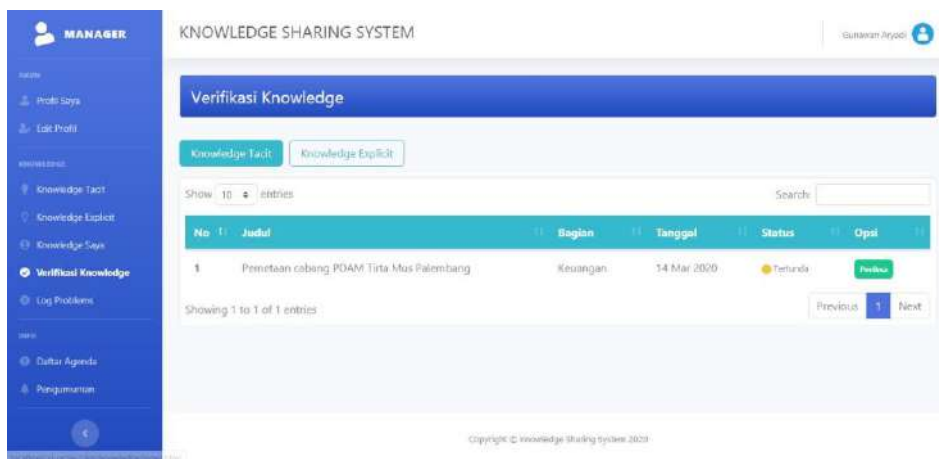 MANAGER
KNOWLEDGE SHARING SYSTEM
Gunawan Aryodi
Profil Saya
Edit Profil
KNOWLEDGE
Knowledge Tacit
Knowledge Explicit
Knowledge Saya
Verifikasi Knowledge
Log Problems
Daftar Agenda
Pengumuman
Verifikasi Knowledge
Knowledge Tacit
Knowledge Explicit
Show 10 entries
Search:
No Judul Bagian Tanggal Status Opsi
1 Pemetaan cabang PDAM Tirta Mus Palembang Keuangan 14 Mar 2020 Tertunda Periksa
Showing 1 to 1 of 1 entries
Previous 1 Next
Copyright © Knowledge Sharing System 2020